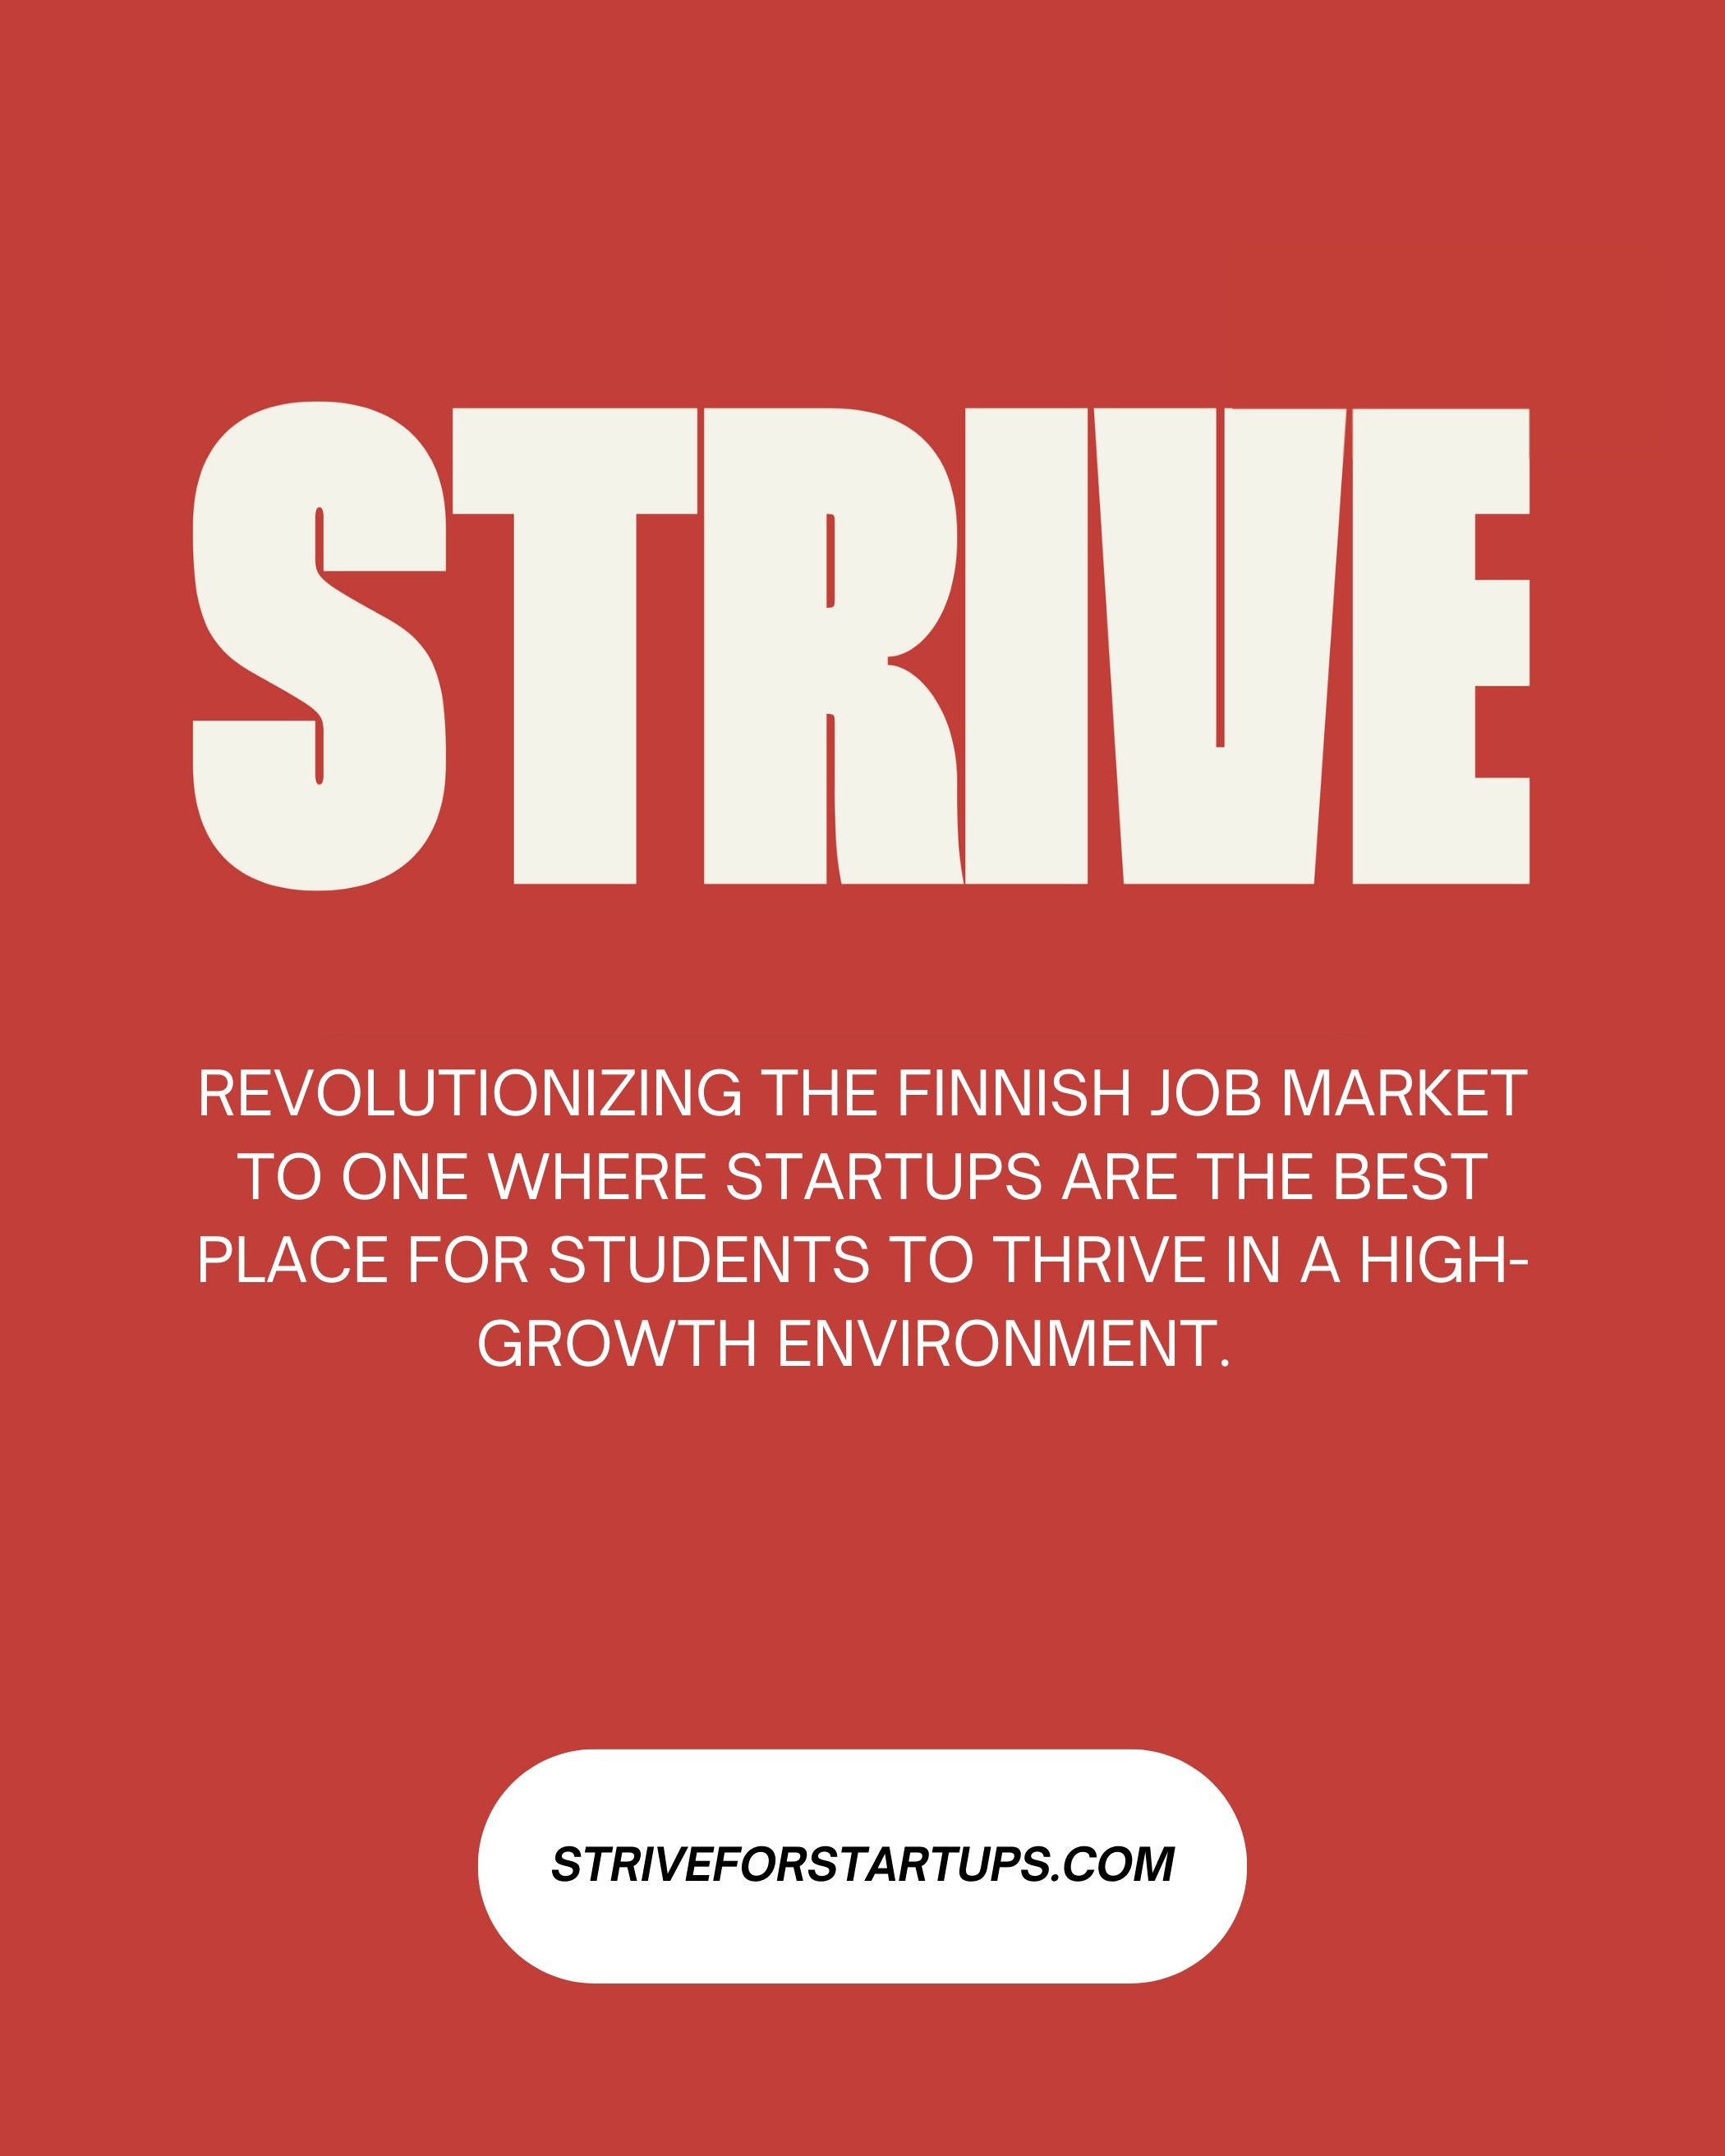 STRIVE
REVOLUTIONIZING THE FINNISH JOB MARKET
TO ONE WHERE STARTUPS ARE THE BEST
PLACE FOR STUDENTS TO THRIVE IN A HIGH-
GROWTH ENVIRONMENT.
STRIVEFORSTARTUPS.COM